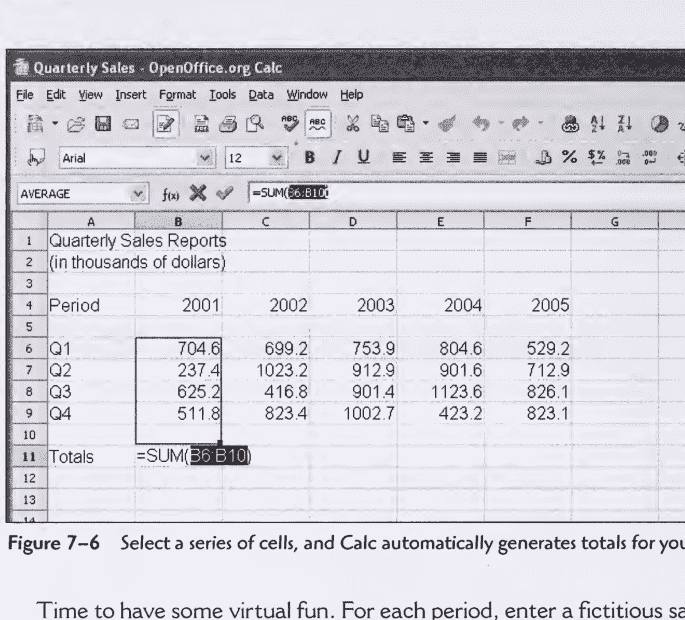 Quarterly Sales - OpenOffice.org Calc
File Edit View Insert Format Tools Data Window Help
Arial 12 B I U
AVERAGE f(x) =SUM(B6:B10)
A B C D E F G
1 Quarterly Sales Reports
2 (in thousands of dollars)
3
4 Period 2001 2002 2003 2004 2005
5
6 Q1 704.6 699.2 753.9 804.6 529.2
7 Q2 237.4 1023.2 912.9 901.6 712.9
8 Q3 625.2 416.8 901.4 1123.6 826.1
9 Q4 511.8 823.4 1002.7 423.2 823.1
10
11 Totals =SUM(B6:B10)
12
13
14
Figure 7–6 Select a series of cells, and Calc automatically generates totals for you
Time to have some virtual fun. For each period, enter a fictitious sa